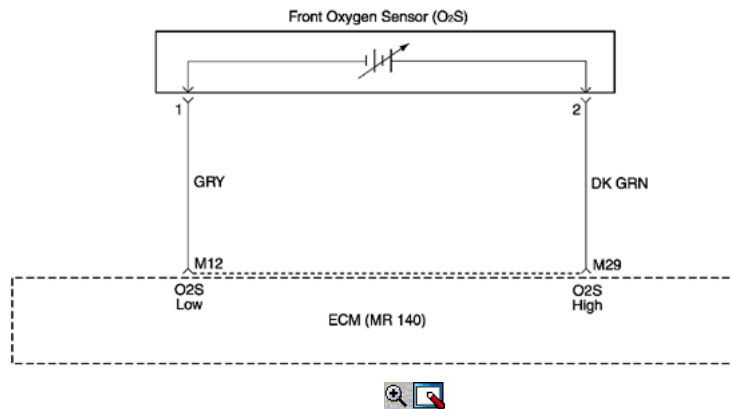 Front Oxygen Sensor (O2S)
1
2
GRY
DK GRN
M12
M29
O2S
Low
O2S
High
ECM (MR 140)